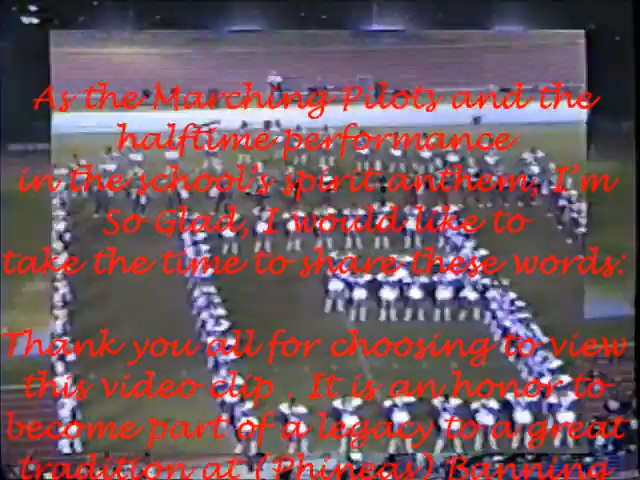 As the Marching Pilots and the
halftime performance
in the school's spirit anthem, I'm
So Glad, I would like to
take the time to share these words:
Thank you all for choosing to view
this video clip It is an honor to
become part of a legacy to a great
tradition at (Phineas) Banning